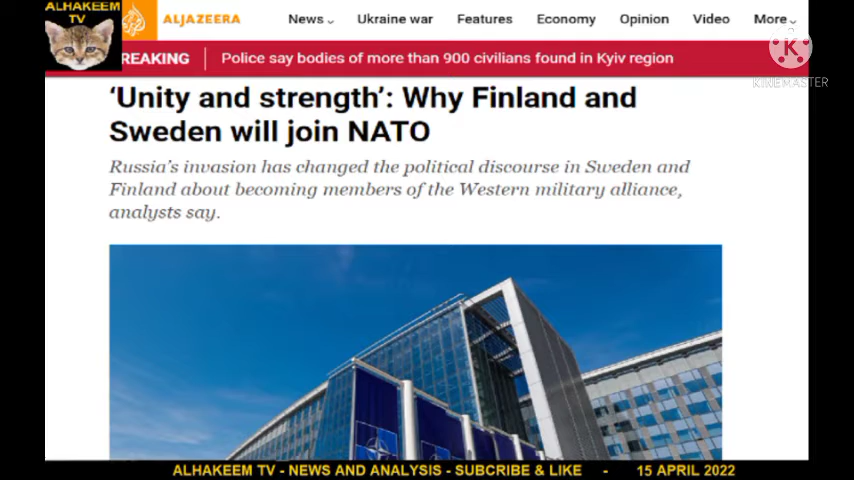 ALHAKEEM
TV
ALJAZEERA
News
Ukraine war
Features
Economy
Opinion
Video
More
REAKING
Police say bodies of more than 900 civilians found in Kyiv region
K
KINEMASTER
‘Unity and strength’: Why Finland and
Sweden will join NATO
Russia’s invasion has changed the political discourse in Sweden and
Finland about becoming members of the Western military alliance,
analysts say.
ALHAKEEM TV - NEWS AND ANALYSIS - SUBCRIBE & LIKE - 15 APRIL 2022